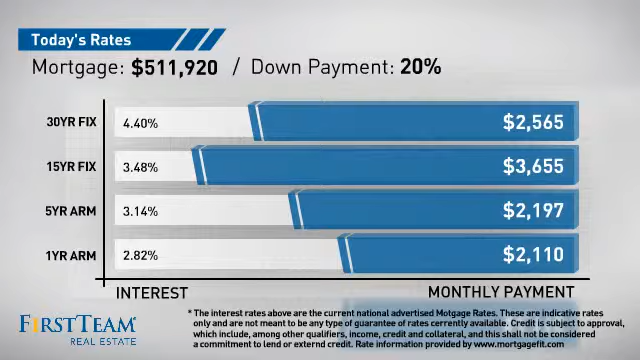 Today's Rates
Mortgage: $511,920 / Down Payment: 20%
30YR FIX 4.40% $2,565
15YR FIX 3.48% $3,655
5YR ARM 3.14% $2,197
1YR ARM 2.82% $2,110
INTEREST MONTHLY PAYMENT
* The interest rates above are the current national advertised Motgage Rates. These are indicative rates
only and are not meant to be any type of guarantee of rates cerrently available. Credit is subject to approval,
which include, among other qualifiers, income, credit and collateral, and this shall not be considered
a commitment to lend or externd credit. Rate information provided by www.mortgagefit.com
FIRSTTEAM®
REAL ESTATE